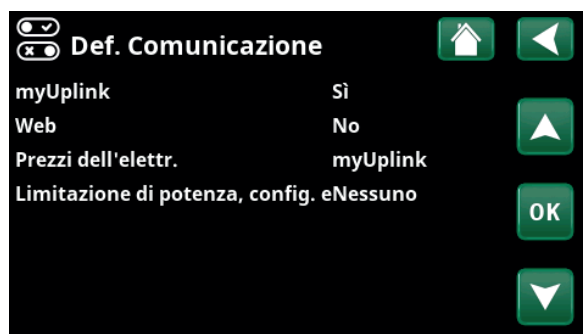 Def. Comunicazione
myUplink Sì
Web No
Prezzi dell'elettr. myUplink
Limitazione di potenza, config. eNessuno
OK